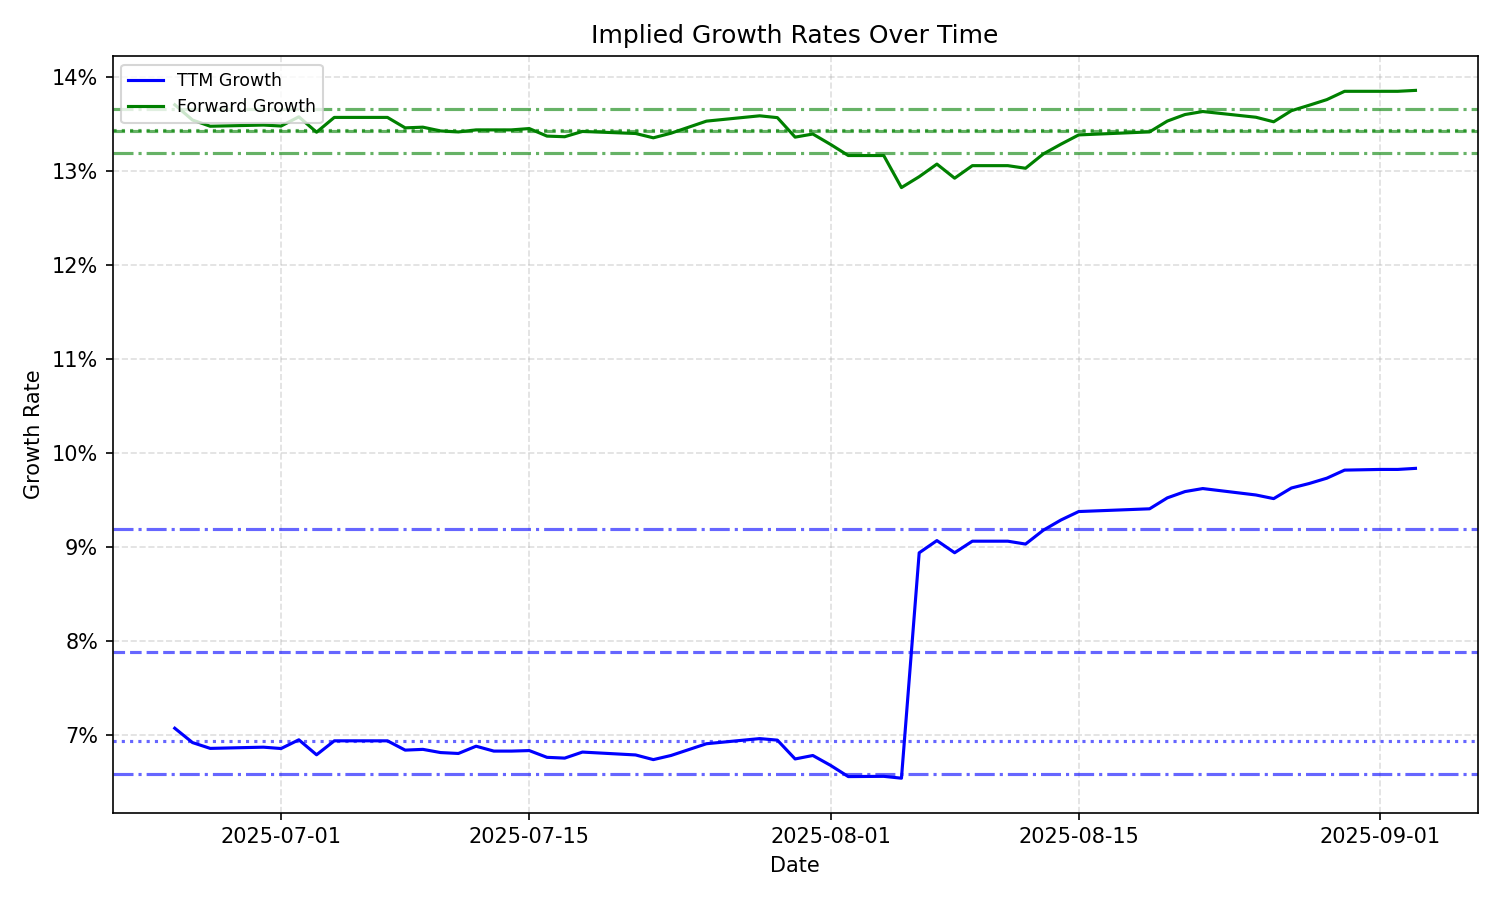 Implied Growth Rates Over Time
TTM Growth
Forward Growth
14%
13%
12%
11%
10%
9%
8%
7%
Growth Rate
2025-07-01
2025-07-15
2025-08-01
2025-08-15
2025-09-01
Date